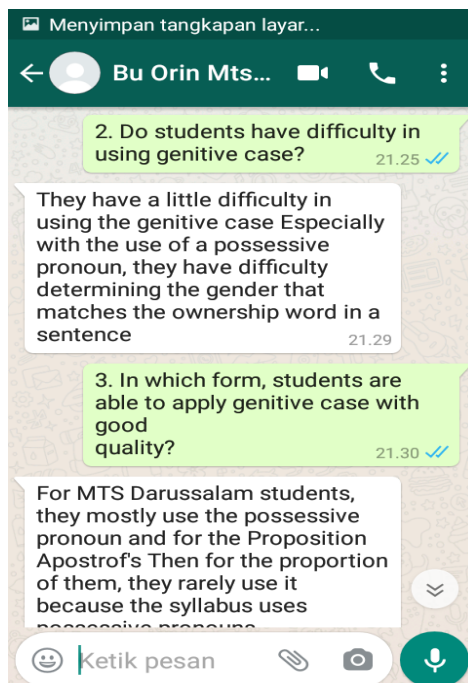 Menyimpan tangkapan layar...
Bu Orin Mts...
2. Do students have difficulty in
using genitive case?
21.25
They have a little difficulty in
using the genitive case Especially
with the use of a possessive
pronoun, they have difficulty
determining the gender that
matches the ownership word in a
sentence
21.29
3. In which form, students are
able to apply genitive case with
good
quality?
21.30
For MTS Darussalam students,
they mostly use the possessive
pronoun and for the Proposition
Apostrof's Then for the proportion
of them, they rarely use it
because the syllabus uses
possessive pronouns
Ketik pesan